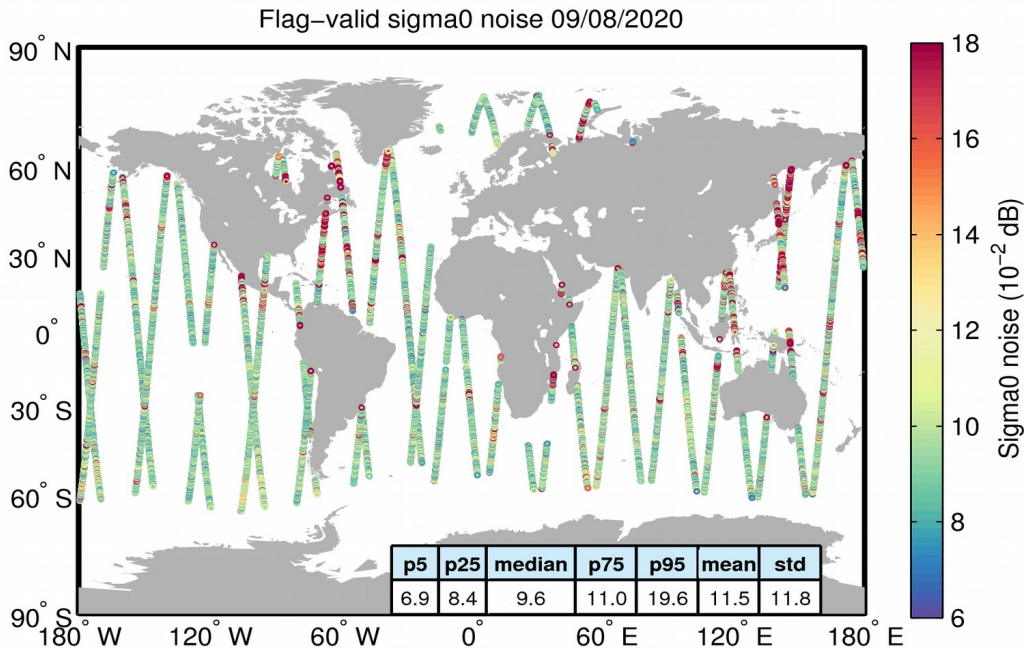 Flag−valid sigma0 noise 09/08/2020
90° N
60° N
30° N
0°
30° S
60° S
90° S
180° W 120° W 60° W 0° 60° E 120° E 180° E
p5 p25 median p75 p95 mean std
6.9 8.4 9.6 11.0 19.6 11.5 11.8
18
16
14
12
10
8
6
Sigma0 noise (10−2 dB)